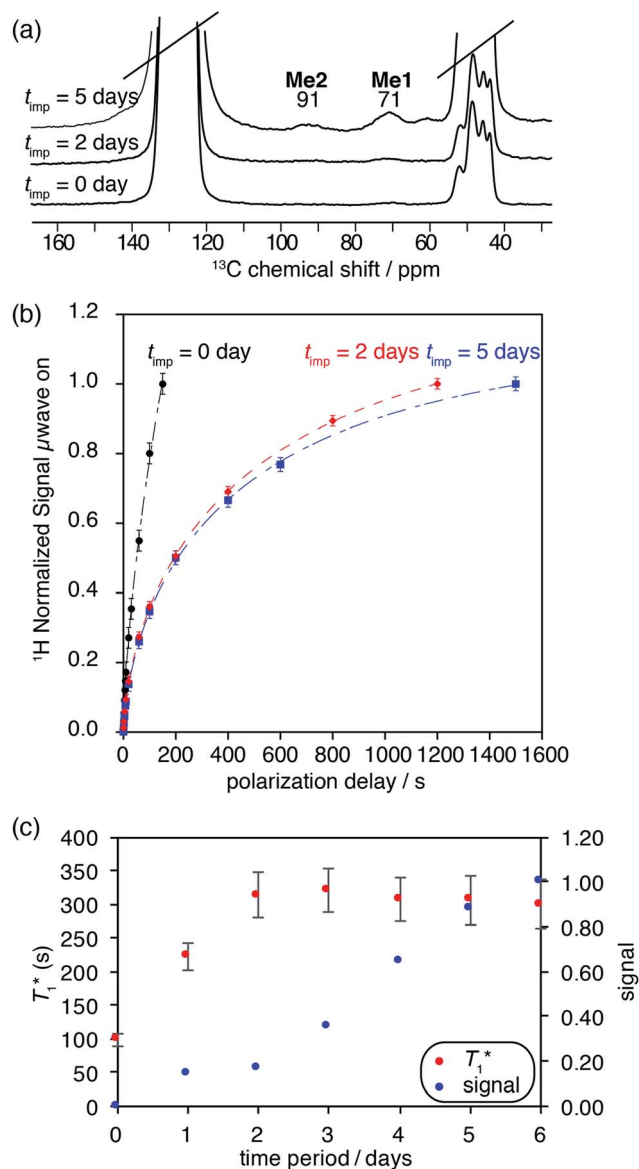 (a)
Me2
Me1
91
71
t_imp = 5 days
t_imp = 2 days
t_imp = 0 day
160 140 120 100 80 60 40
¹³C chemical shift / ppm
(b)
1.2
t_imp = 0 day
t_imp = 2 days
t_imp = 5 days
1.0
0.8
0.6
0.4
0.2
0.0
¹H Normalized Signal μwave on
0 200 400 600 800 1000 1200 1400 1600
polarization delay / s
(c)
400
350
300
250
200
150
100
50
0
T₁* (s)
1.20
1.00
0.80
0.60
0.40
0.20
0.00
signal
T₁*
signal
0 1 2 3 4 5 6
time period / days